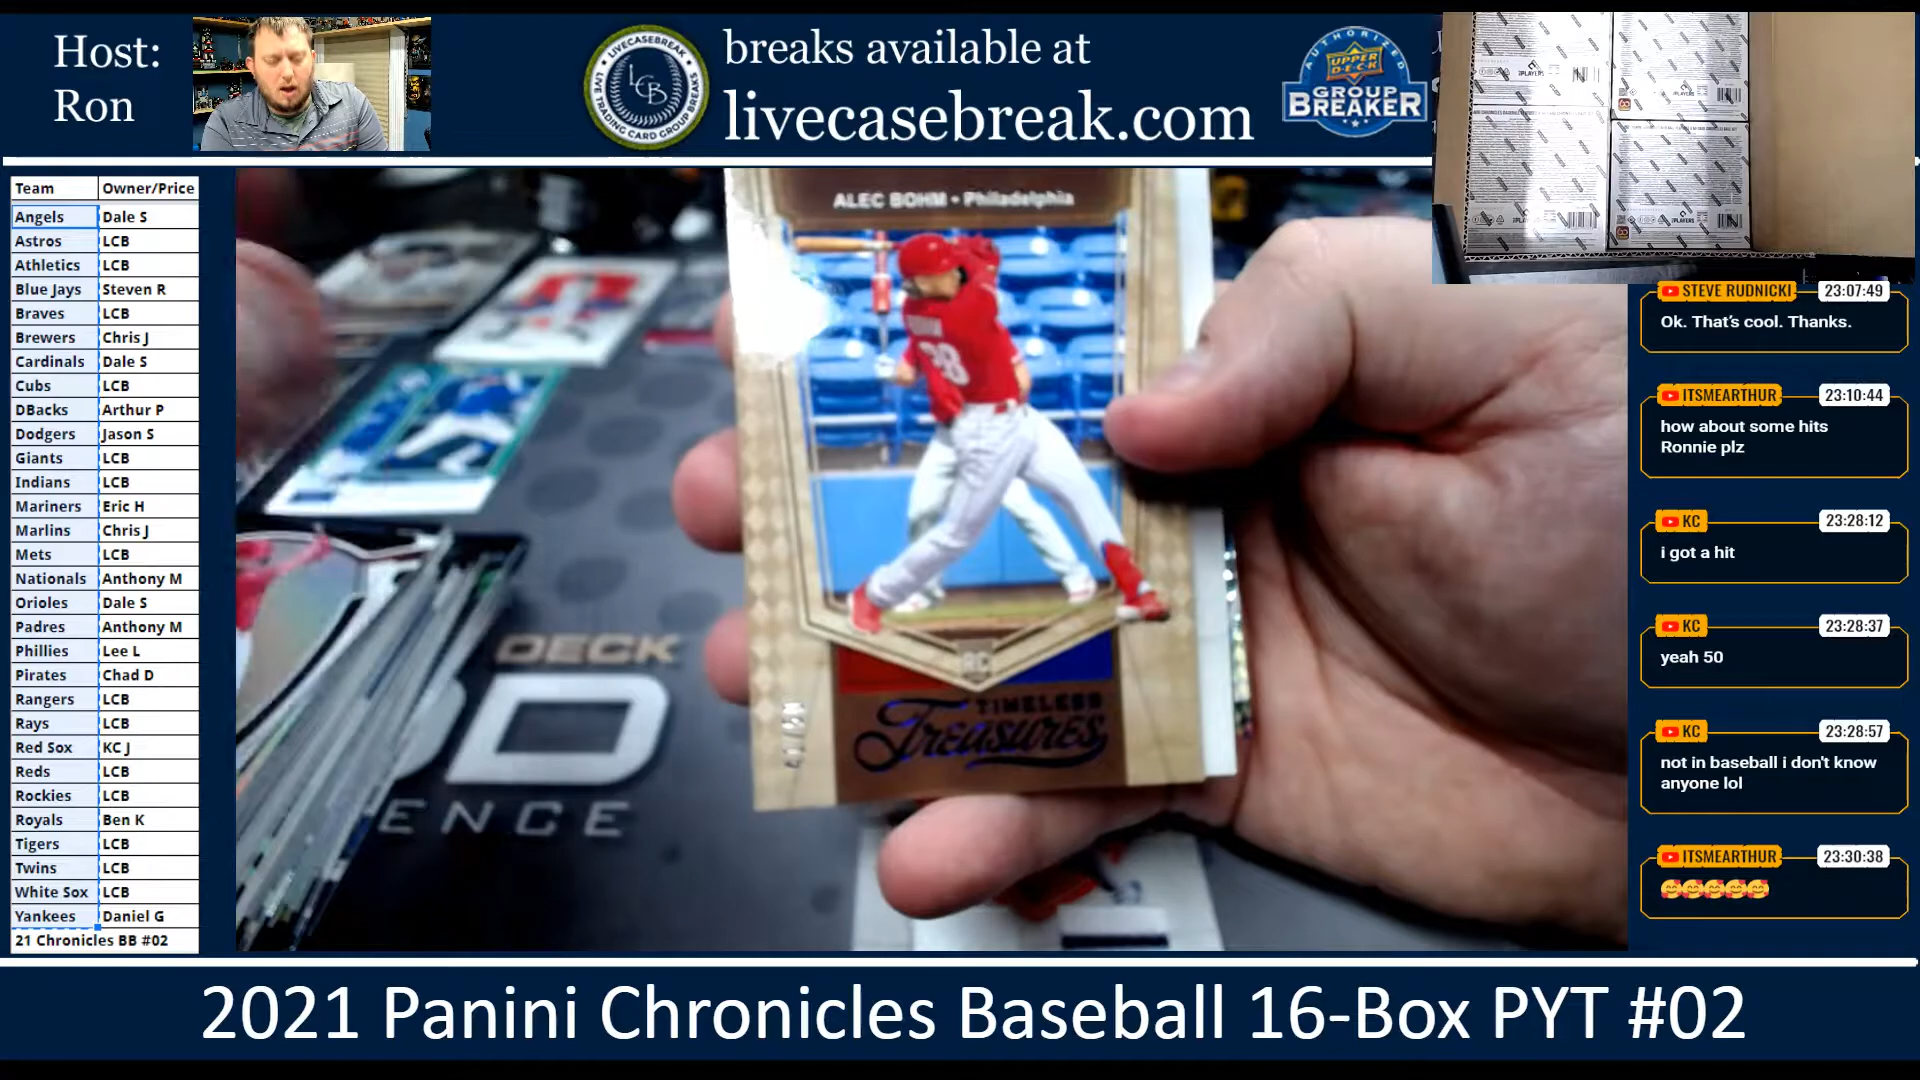 Host:
Ron
LIVECASEBREAK
LCB
LIVE TRADING CARD GROUP BREAKS
breaks available at
livecasebreak.com
AUTHORIZED
UPPER DECK
GROUP
BREAKER
Team Owner/Price
Angels Dale S
Astros LCB
Athletics LCB
Blue Jays Steven R
Braves LCB
Brewers Chris J
Cardinals Dale S
Cubs LCB
DBacks Arthur P
Dodgers Jason S
Giants LCB
Indians LCB
Mariners Eric H
Marlins Chris J
Mets LCB
Nationals Anthony M
Orioles Dale S
Padres Anthony M
Phillies Lee L
Pirates Chad D
Rangers LCB
Rays LCB
Red Sox KC J
Reds LCB
Rockies LCB
Royals Ben K
Tigers LCB
Twins LCB
White Sox LCB
Yankees Daniel G
21 Chronicles BB #02
ALEC BOHM • Philadelphia
RC
TIMELESS
Treasures
DECK
ENCE
STEVE RUDNICKI 23:07:49
Ok. That's cool. Thanks.
ITSMEARTHUR 23:10:44
how about some hits
Ronnie plz
KC 23:28:12
i got a hit
KC 23:28:37
yeah 50
KC 23:28:57
not in baseball i don't know
anyone lol
ITSMEARTHUR 23:30:38
2021 Panini Chronicles Baseball 16-Box PYT #02